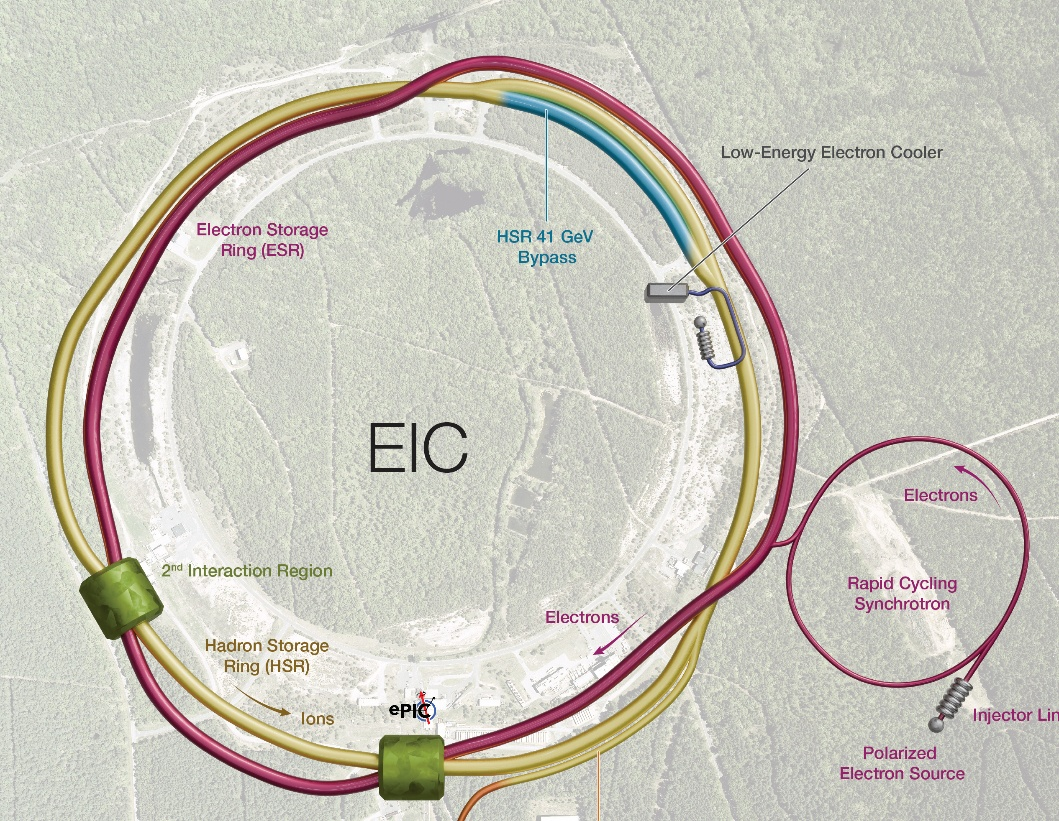 Low-Energy Electron Cooler
Electron Storage
Ring (ESR)
HSR 41 GeV
Bypass
EIC
Electrons
Rapid Cycling
Synchrotron
2nd Interaction Region
Electrons
Hadron Storage
Ring (HSR)
Ions
ePIC
Injector Lin
Polarized
Electron Source